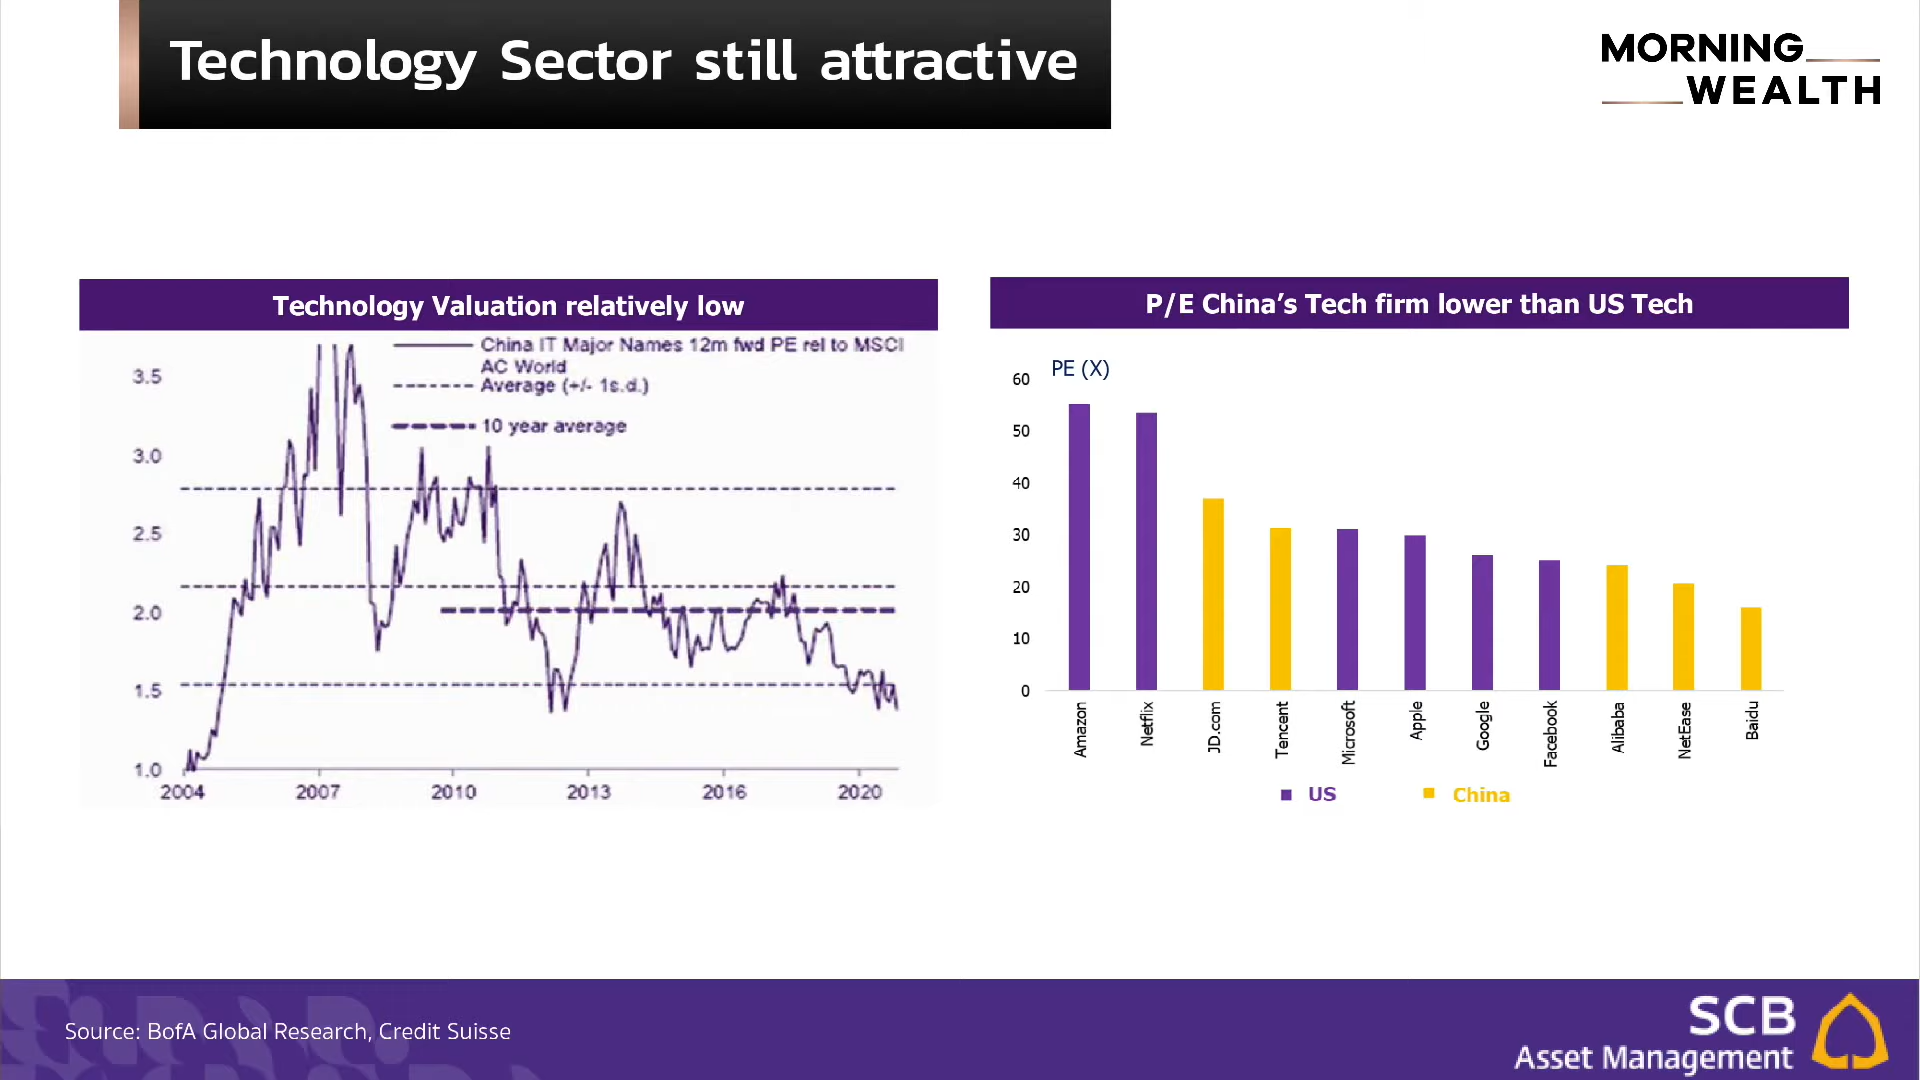 Technology Sector still attractive
MORNING
WEALTH
Technology Valuation relatively low
China IT Major Names 12m fwd PE rel to MSCI
AC World
Average (+/- 1s.d.)
10 year average
3.5
3.0
2.5
2.0
1.5
1.0
2004 2007 2010 2013 2016 2020
P/E China’s Tech firm lower than US Tech
PE (X)
60
50
40
30
20
10
0
Amazon
Netflix
JD.com
Tencent
Microsoft
Apple
Google
Facebook
Alibaba
NetEase
Baidu
US China
Source: BofA Global Research, Credit Suisse
SCB
Asset Management